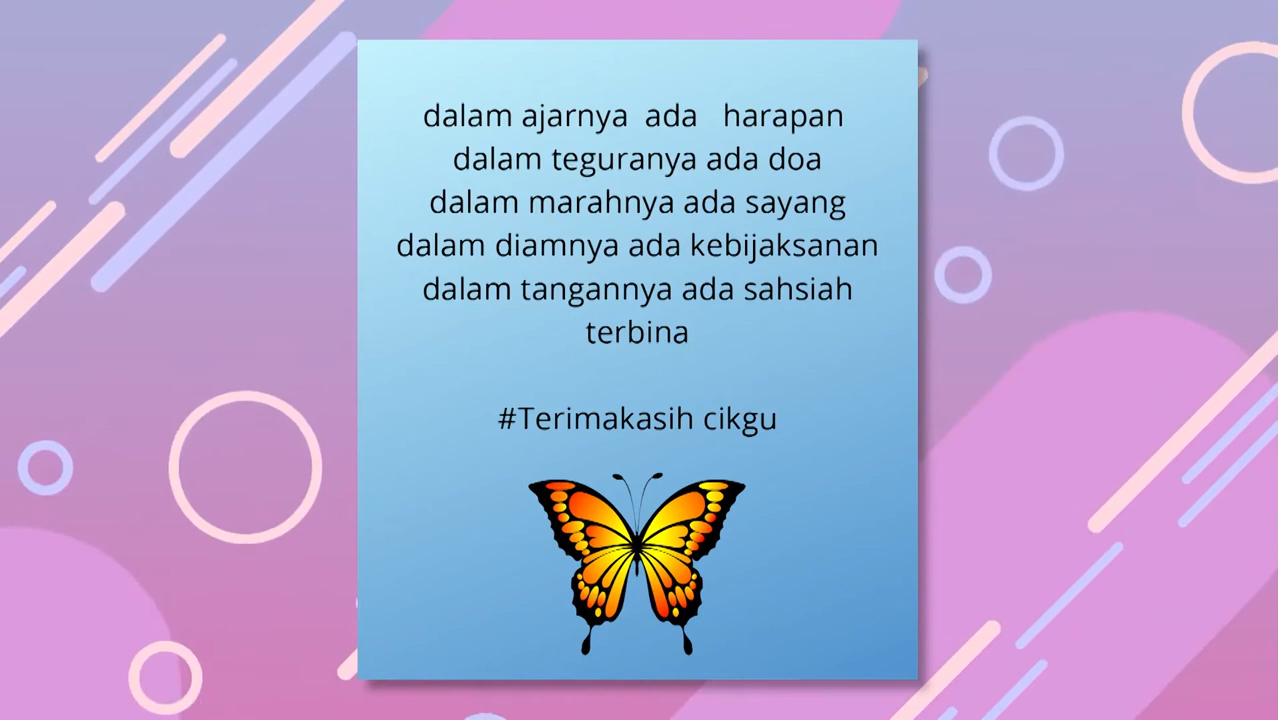 dalam ajarnya ada harapan
dalam teguranya ada doa
dalam marahnya ada sayang
dalam diamnya ada kebijaksanan
dalam tangannya ada sahsiah
terbina
#Terimakasih cikgu